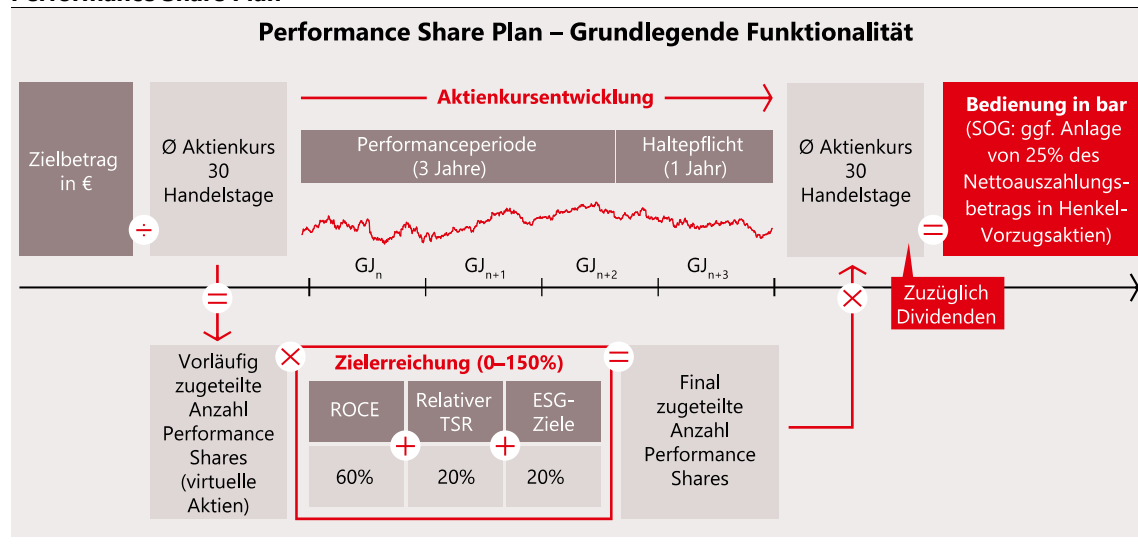 Performance Share Plan
Performance Share Plan – Grundlegende Funktionalität
Zielbetrag
in €
÷
Ø Aktienkurs
30
Handelstage
Aktienkursentwicklung
Performanceperiode
(3 Jahre)
Haltepflicht
(1 Jahr)
Ø Aktienkurs
30
Handelstage
=
Bedienung in bar
(SOG: ggf. Anlage
von 25% des
Nettoauszahlungs-
betrags in Henkel-
Vorzugsaktien)
GJn
GJn+1
GJn+2
GJn+3
=
×
Zuzüglich
Dividenden
Vorläufig
zugeteilte
Anzahl
Performance
Shares
(virtuelle
Aktien)
×
Zielerreichung (0–150%)
ROCE
Relativer
TSR
ESG-
Ziele
+
+
60%
20%
20%
=
Final
zugeteilte
Anzahl
Performance
Shares